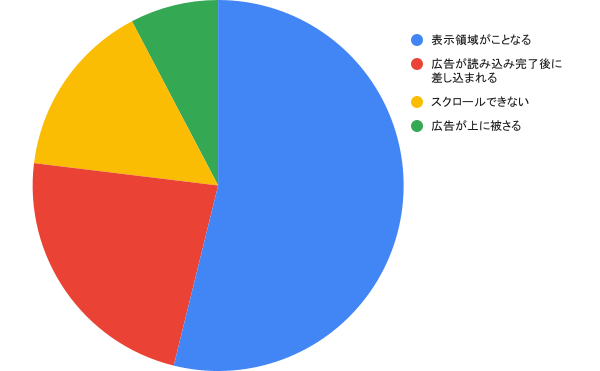 表示領域がことなる
広告が読み込み完了後に
差し込まれる
スクロールできない
広告が上に被さる